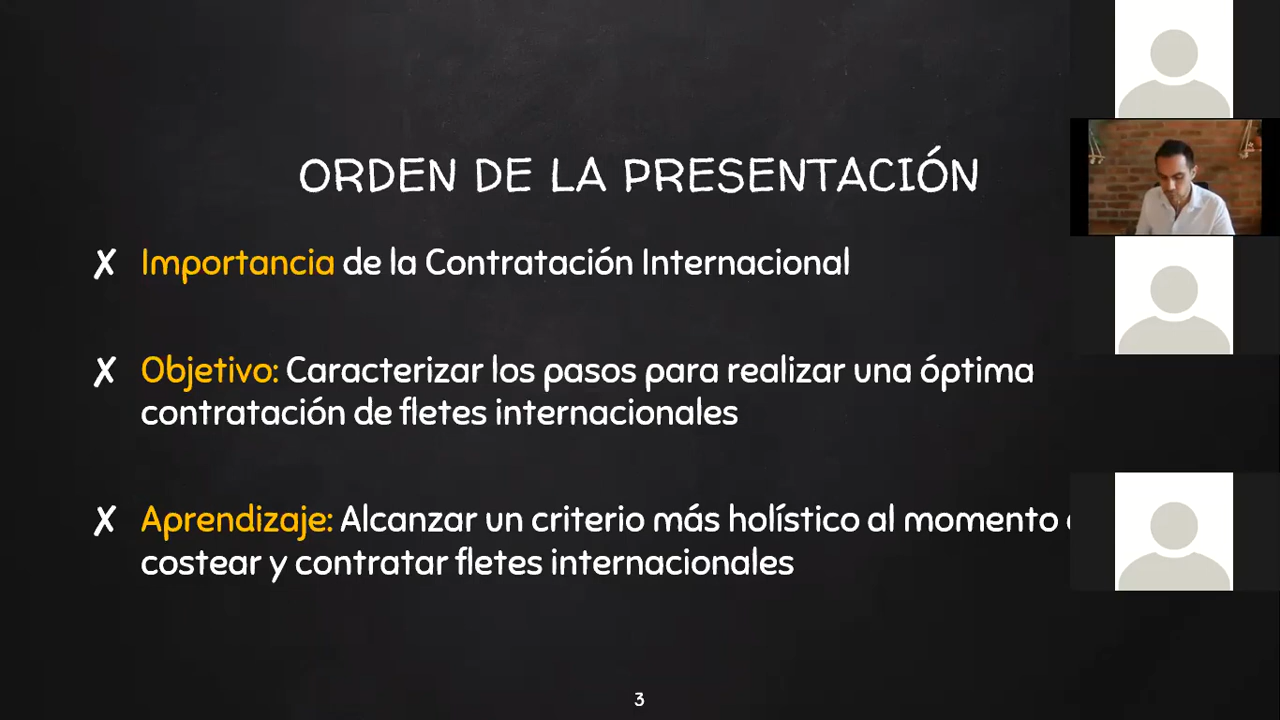 ORDEN DE LA PRESENTACIÓN
✗ Importancia de la Contratación Internacional
✗ Objetivo: Caracterizar los pasos para realizar una óptima
contratación de fletes internacionales
✗ Aprendizaje: Alcanzar un criterio más holístico al momento
costear y contratar fletes internacionales
3